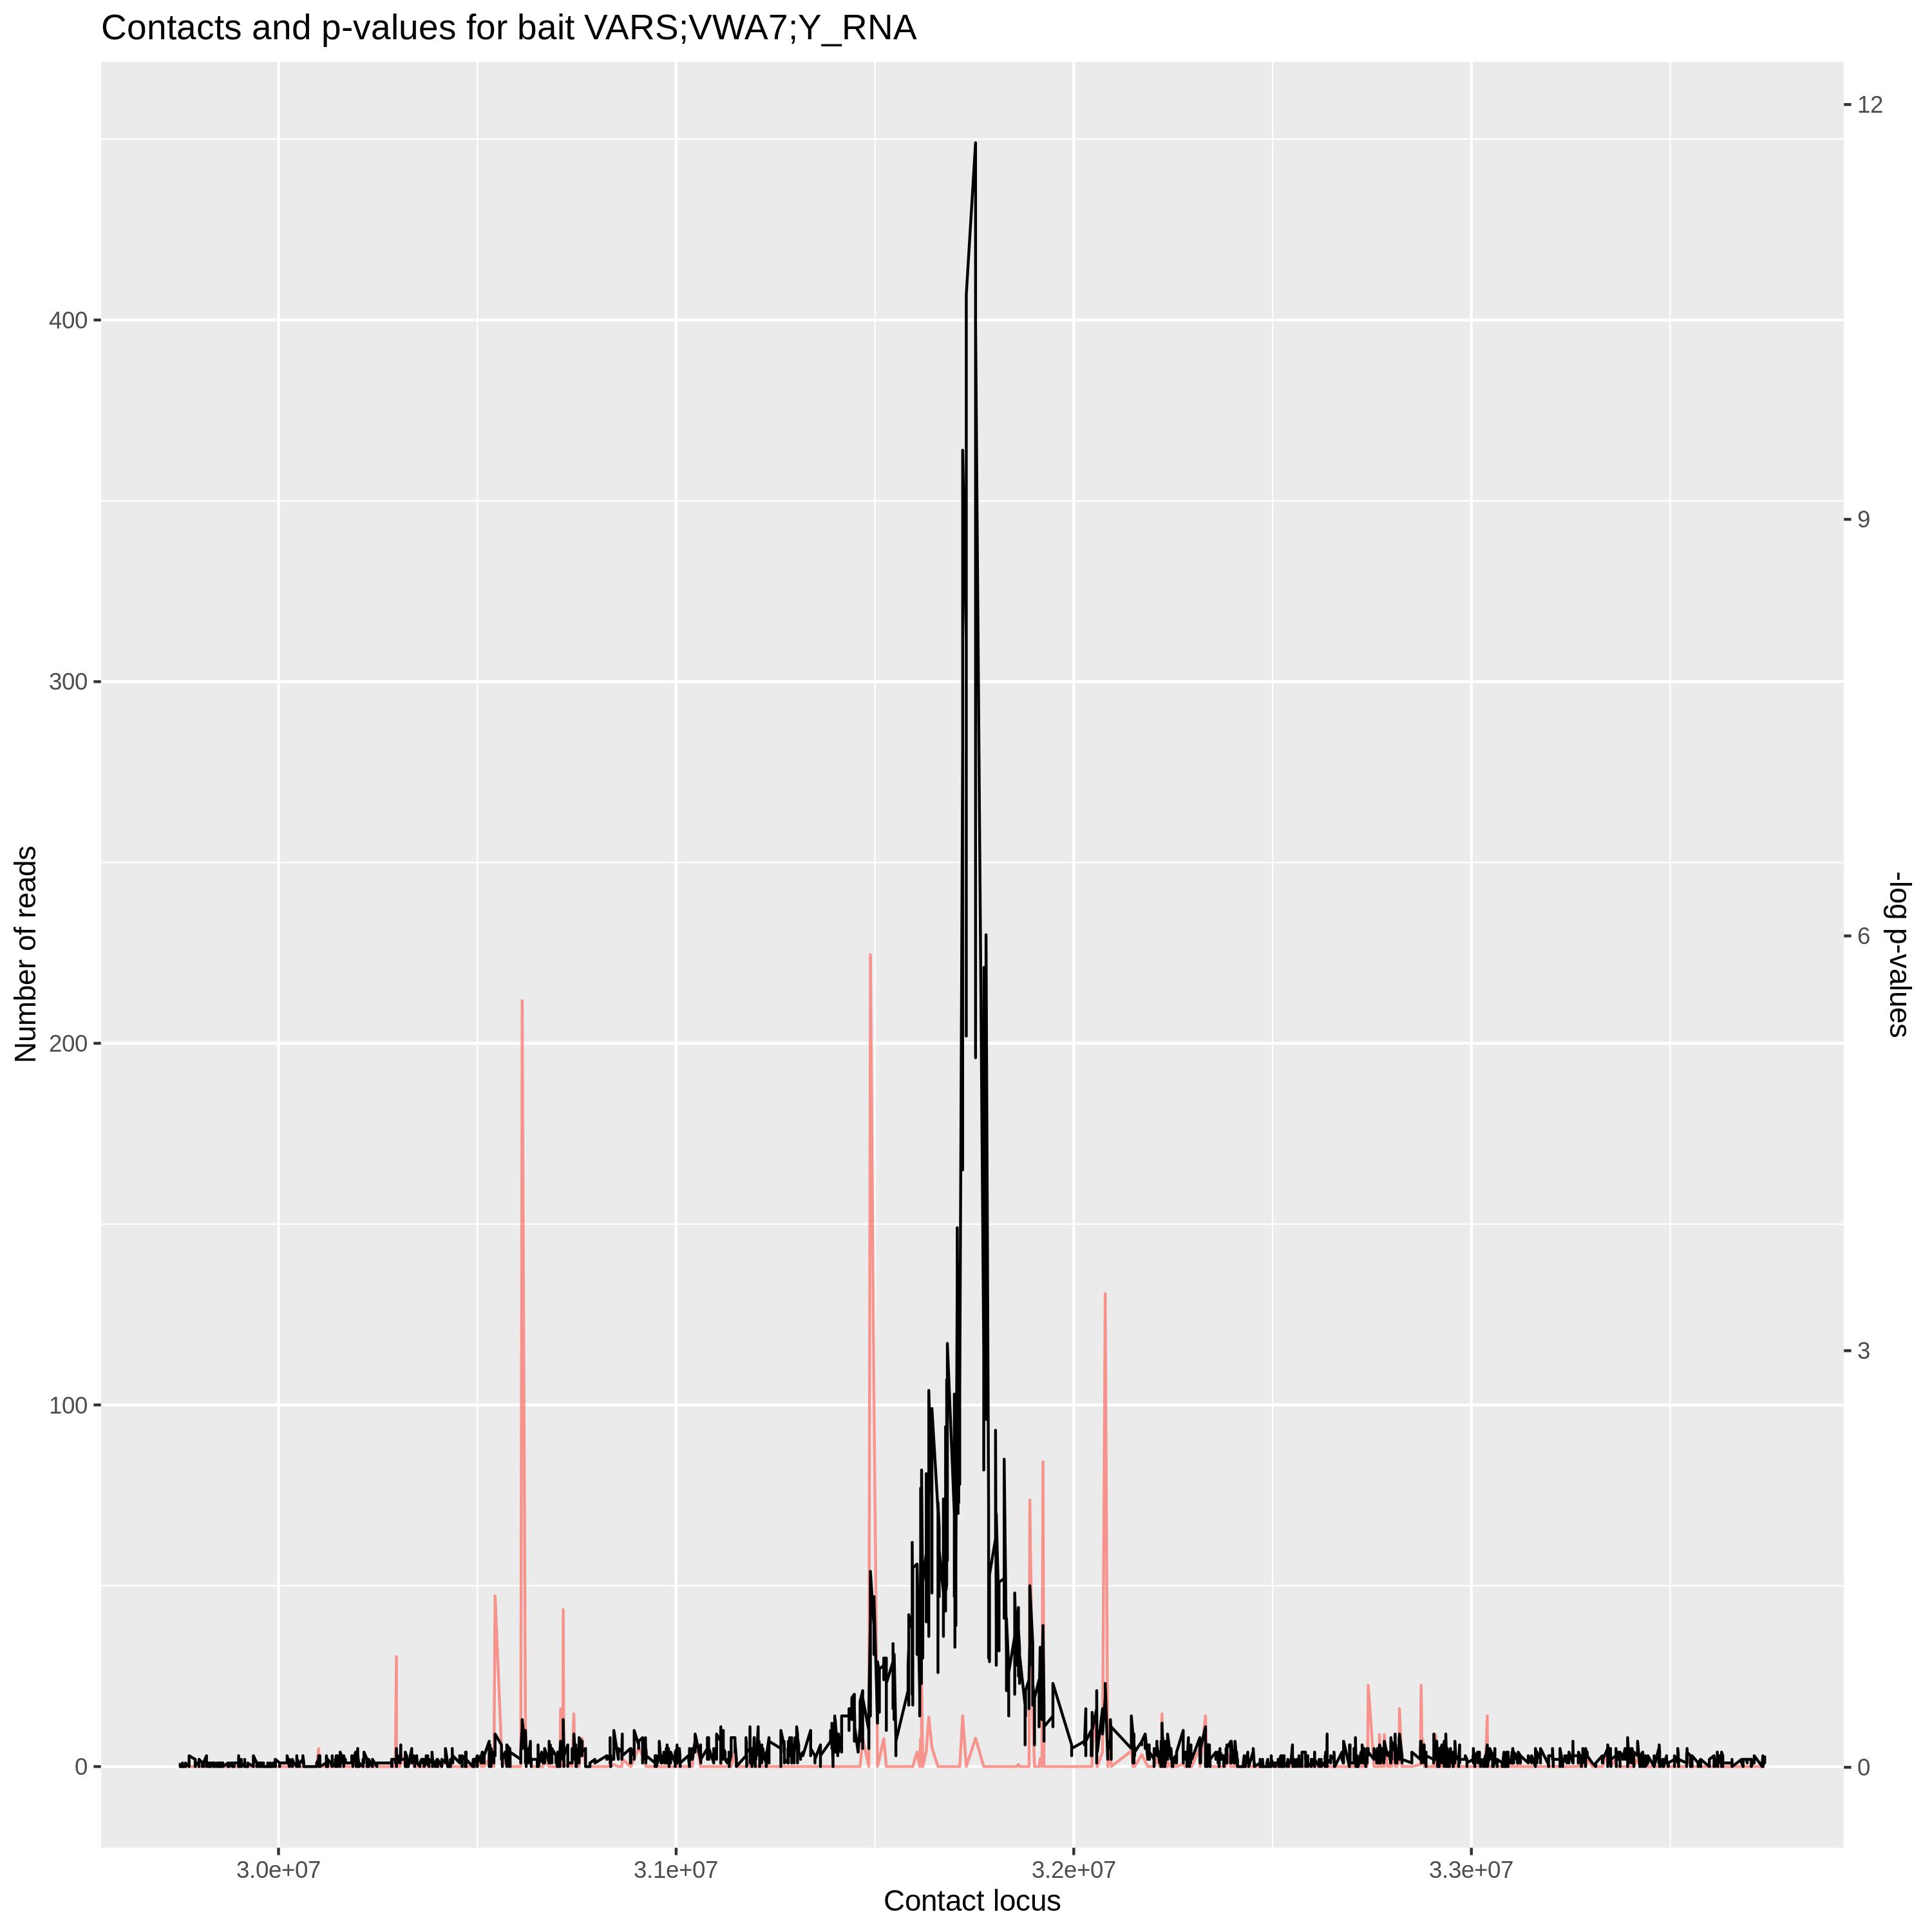 Contacts and p-values for bait VARS;VWA7;Y_RNA
12
400
9
300
Number of reads
6
-log p-values
200
3
100
0
0
3.0e+07
3.1e+07
3.2e+07
3.3e+07
Contact locus